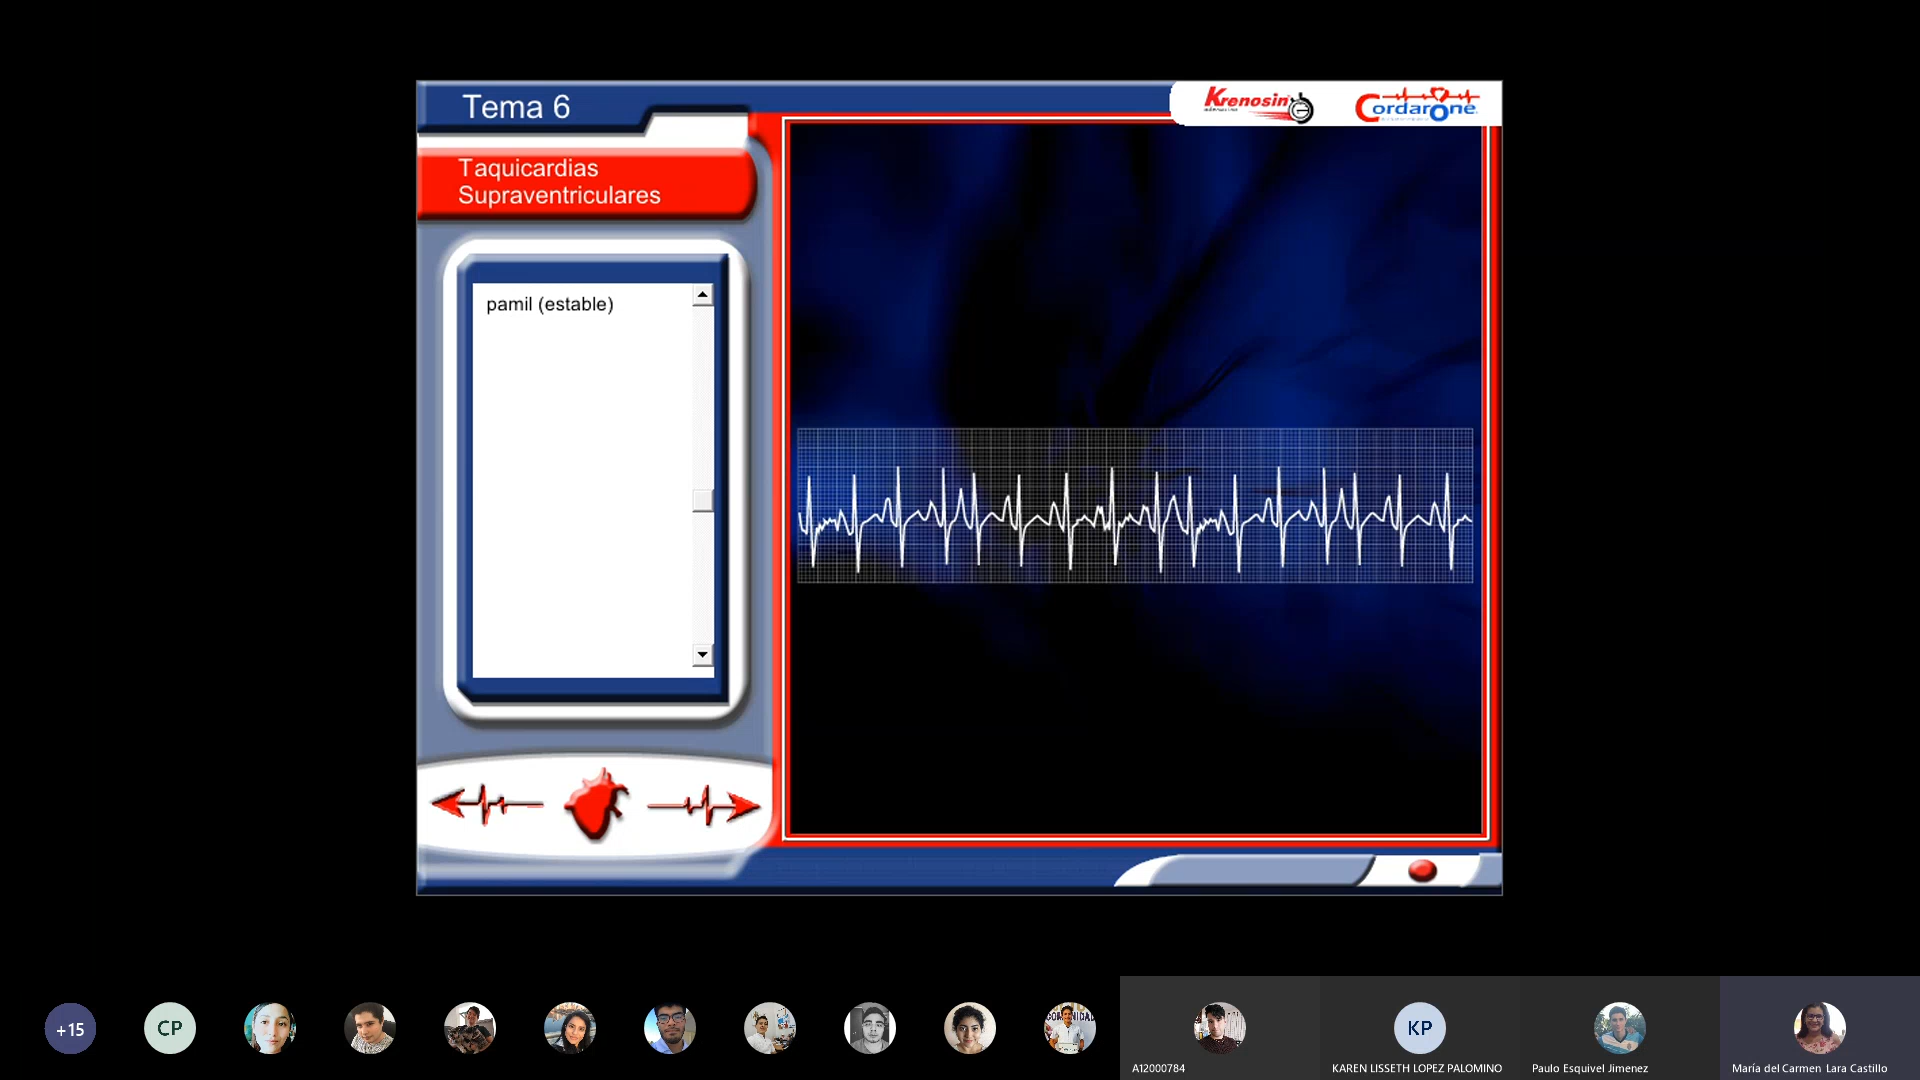 Tema 6
Krenosin
CordarOne
Taquicardias
Supraventriculares
pamil (estable)
+15
CP
KP
A12000784
KAREN LISSETH LOPEZ PALOMINO
Paulo Esquivel Jimenez
María del Carmen Lara Castillo